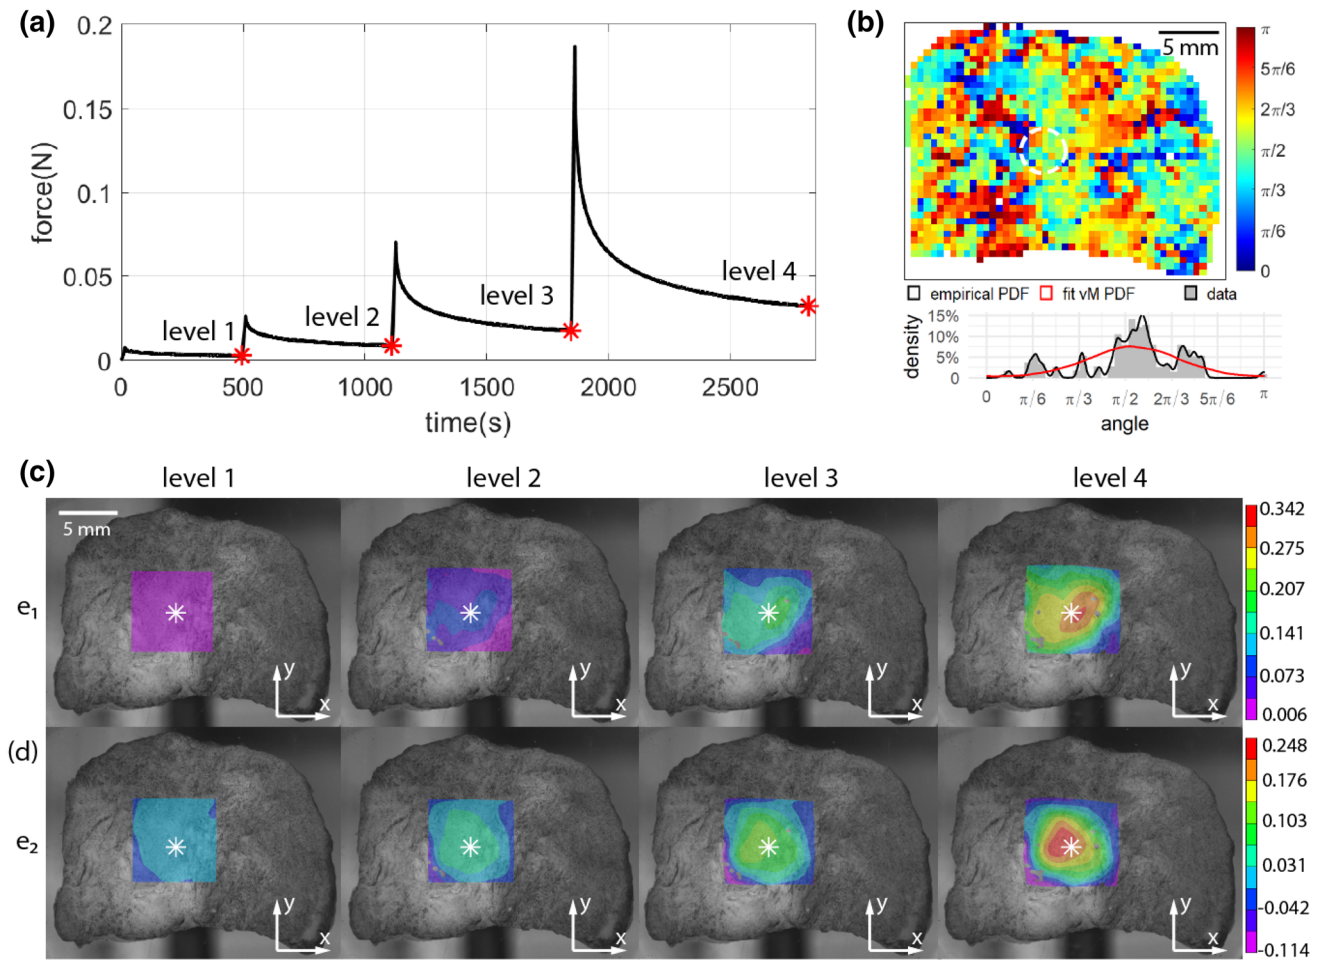 (a)
0.2
0.15
0.1
0.05
0
force(N)
level 1
level 2
level 3
level 4
0 500 1000 1500 2000 2500
time(s)
(b)
5 mm
π
5π/6
2π/3
π/2
π/3
π/6
0
empirical PDF fit vM PDF data
15%
10%
5%
0
density
0 π/6 π/3 π/2 2π/3 5π/6 π
angle
(c)
level 1 level 2 level 3 level 4
5 mm
e₁
y x y x y x y x
0.342
0.275
0.207
0.141
0.073
0.006
(d)
e₂
y x y x y x y x
0.248
0.176
0.103
0.031
-0.042
-0.114